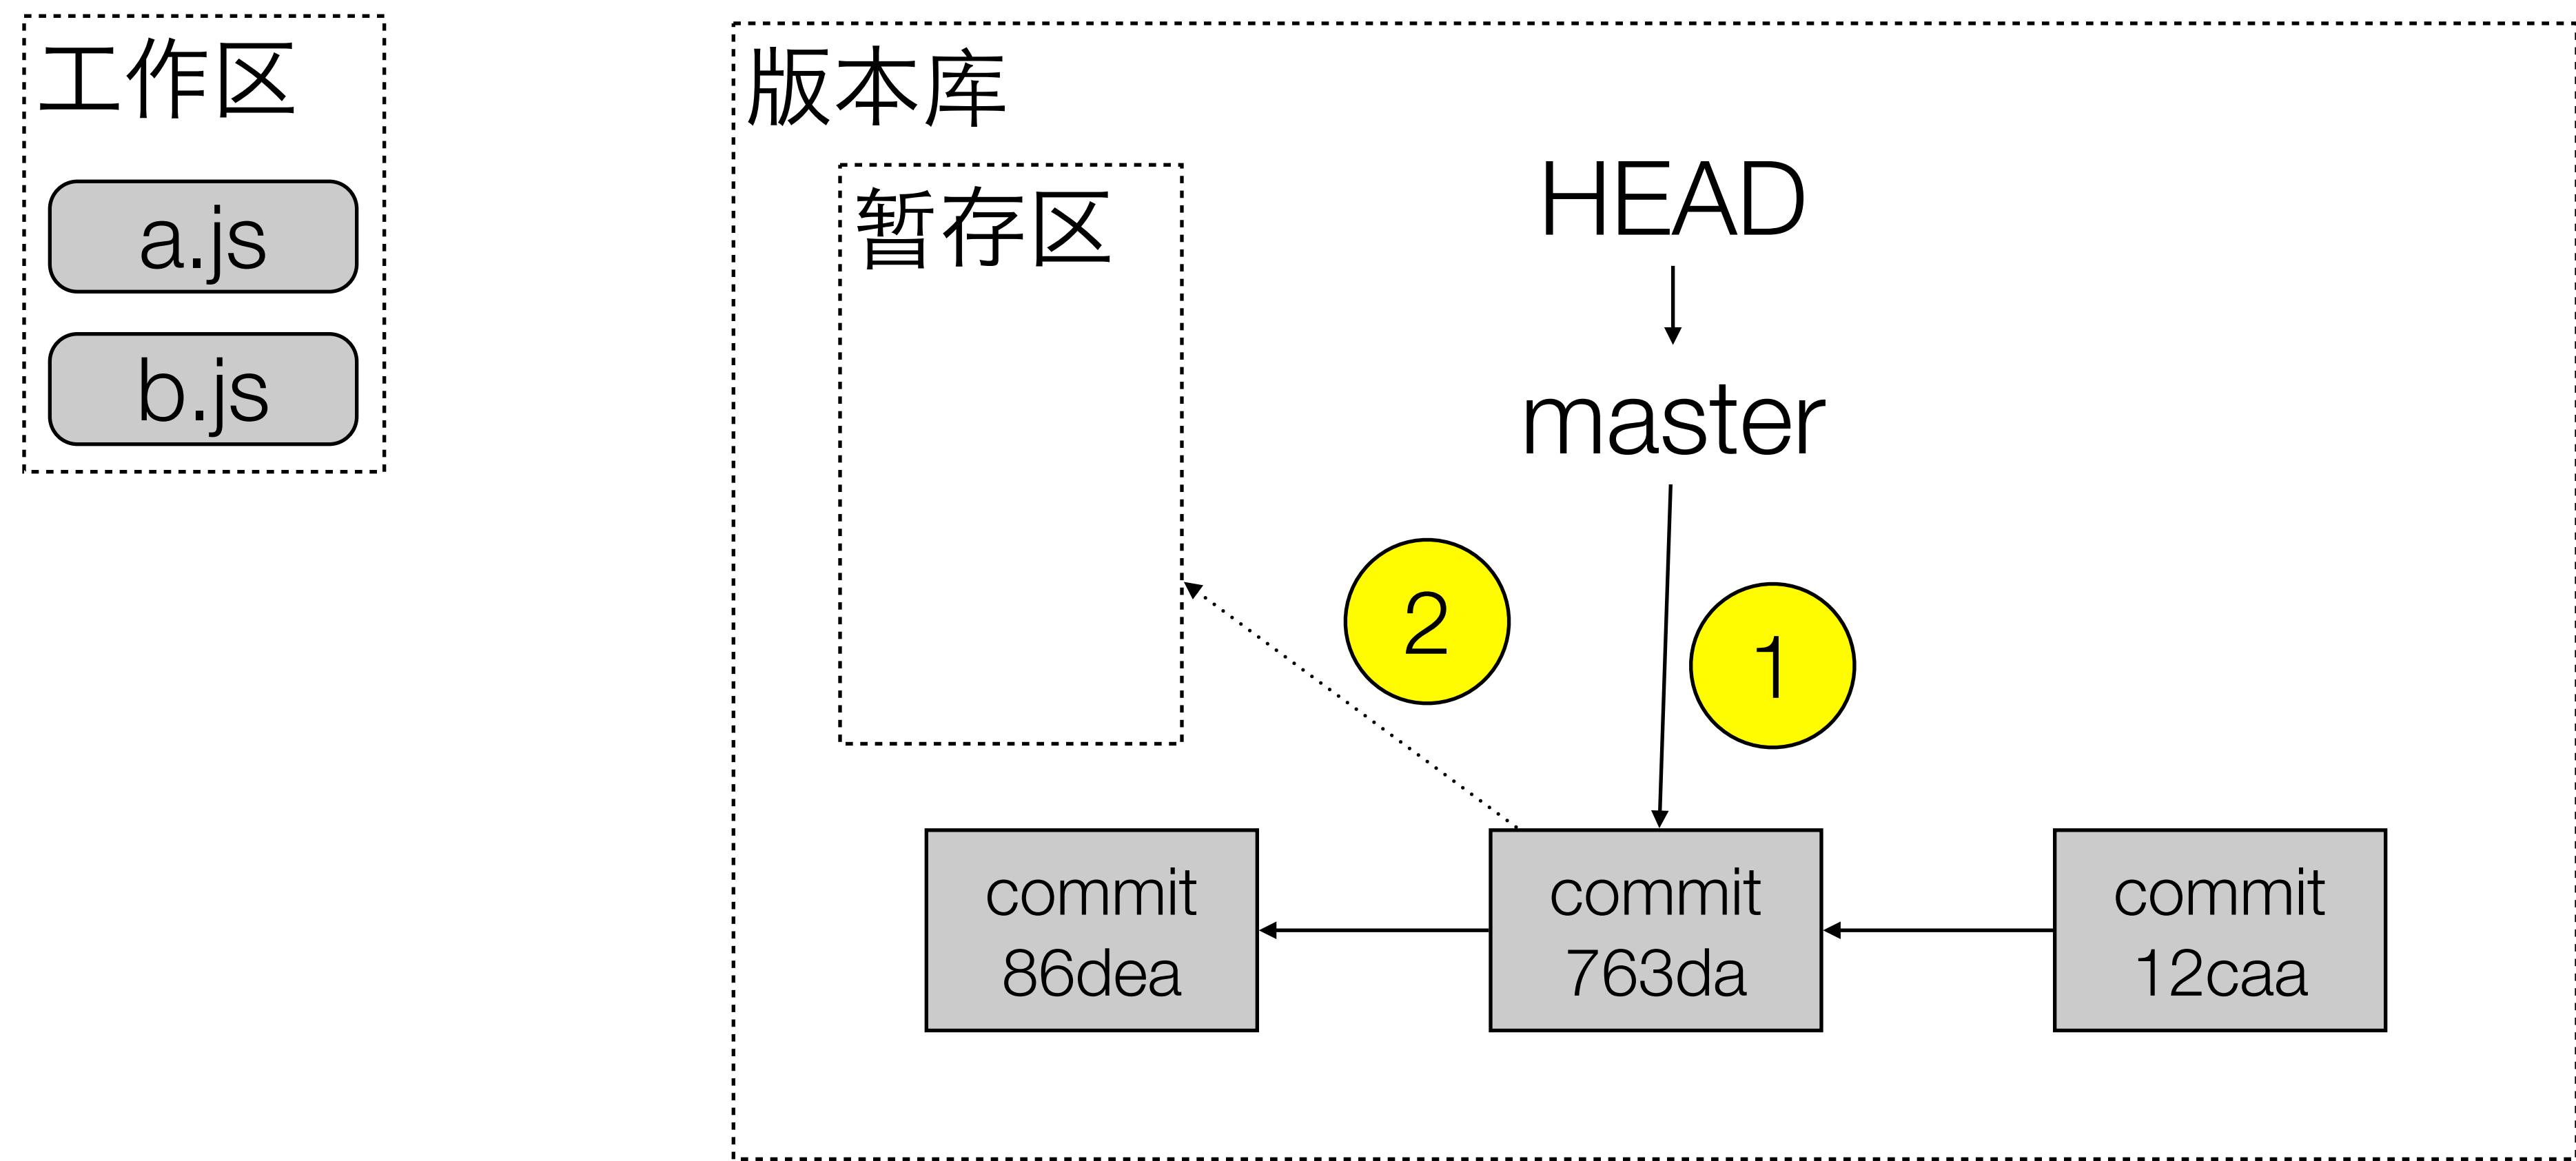 工作区
a.js
b.js
版本库
暂存区
HEAD
master
2
1
commit
86dea
commit
763da
commit
12caa